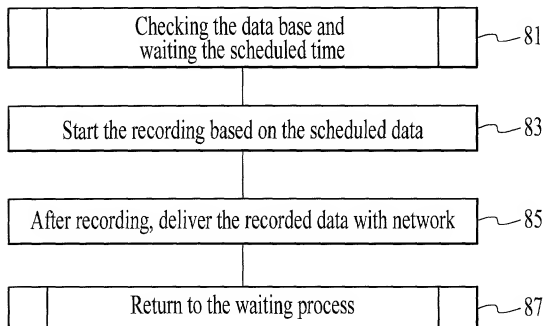 Checking the data base and
waiting the scheduled time
81
Start the recording based on the scheduled data
83
After recording, deliver the recorded data with network
85
Return to the waiting process
87